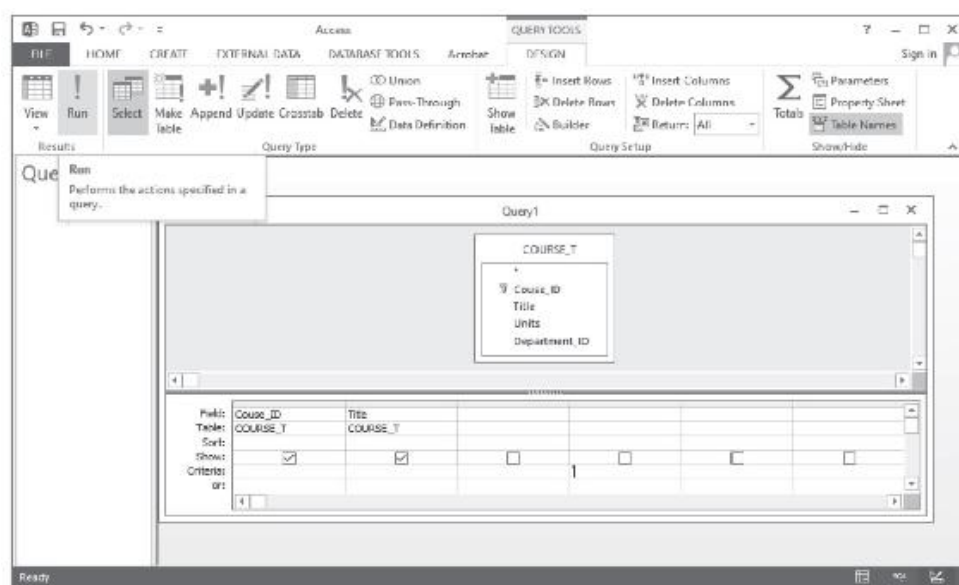 Access QUERY TOOLS ?
FILE HOME CREATE EXTERNAL DATA DATABASE TOOLS Acrobat DESIGN Sign in
View Run Select Make Table Append Update Crosstab Delete
Union
Pass-Through
Data Definition
Show Table
Insert Rows
Delete Rows
Builder
Insert Columns
Delete Columns
Return: All
Totals
Parameters
Property Sheet
Table Names
Results Query Type Query Setup Show/Hide
Que
Run
Performs the actions specified in a
query.
Query1
COURSE_T
*
Couse_ID
Title
Units
Department_ID
Field: Couse_ID Title
Table: COURSE_T COURSE_T
Sort:
Show:
Criteria:
or:
Ready
SQL